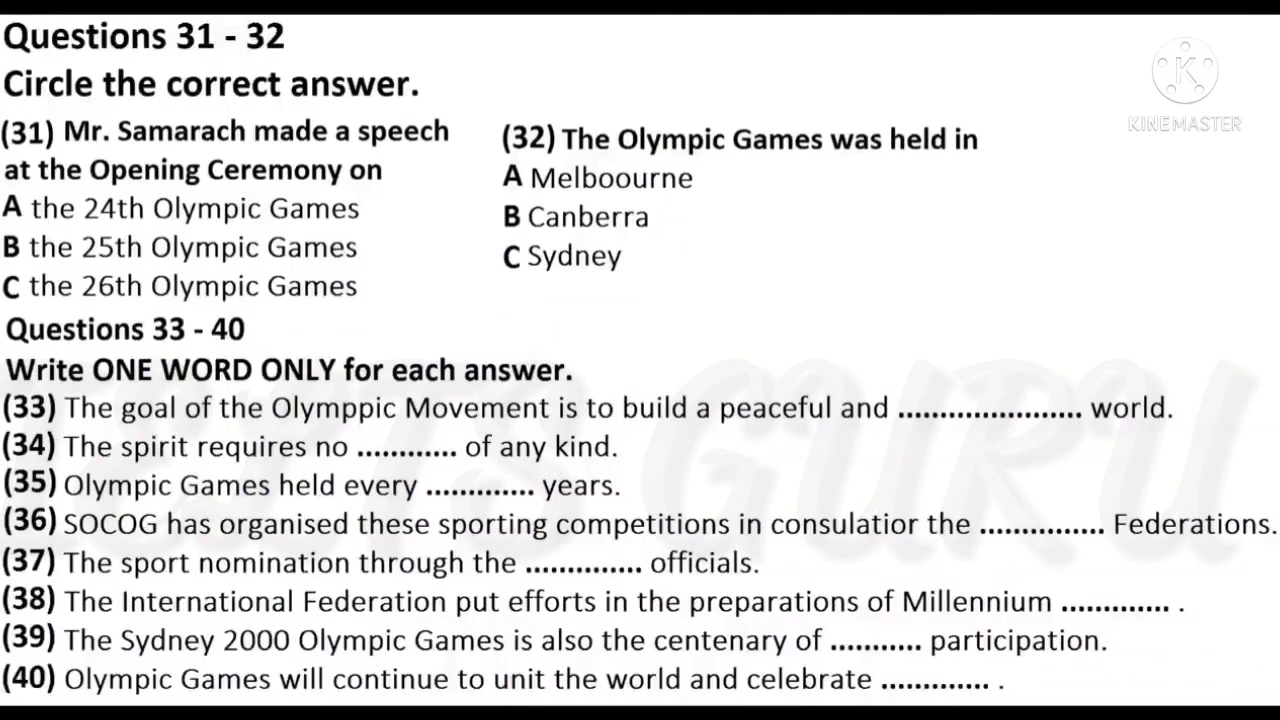 Questions 31 - 32
Circle the correct answer.
KINEMASTER
(31) Mr. Samarach made a speech
at the Opening Ceremony on
A the 24th Olympic Games
B the 25th Olympic Games
C the 26th Olympic Games
(32) The Olympic Games was held in
A Melboourne
B Canberra
C Sydney
Questions 33 - 40
Write ONE WORD ONLY for each answer.
(33) The goal of the Olymppic Movement is to build a peaceful and ...................... world.
(34) The spirit requires no ............ of any kind.
(35) Olympic Games held every ............. years.
(36) SOCOG has organised these sporting competitions in consulatior the ............... Federations.
(37) The sport nomination through the .............. officials.
(38) The International Federation put efforts in the preparations of Millennium ............. .
(39) The Sydney 2000 Olympic Games is also the centenary of ........... participation.
(40) Olympic Games will continue to unit the world and celebrate ............. .
IELTS GURU